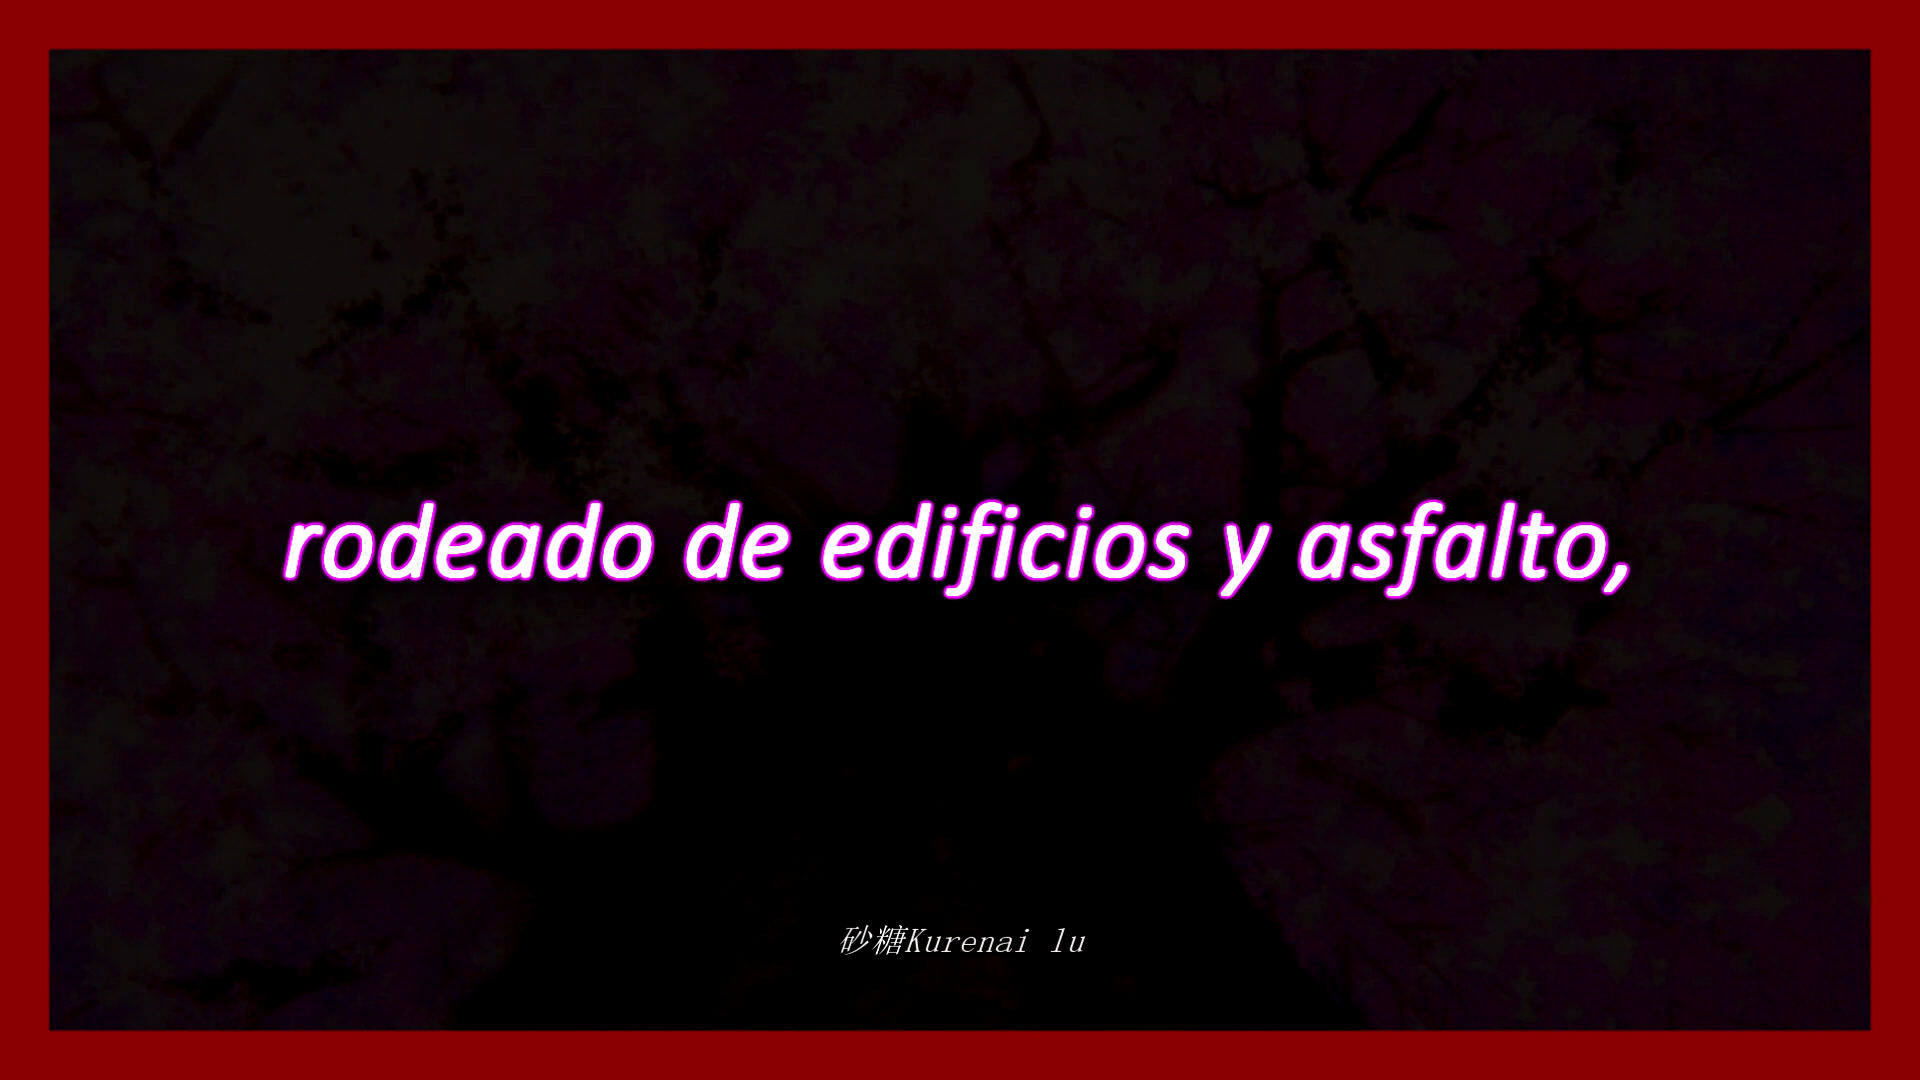 rodeado de edificios y asfalto,
砂糖Kurenai lu